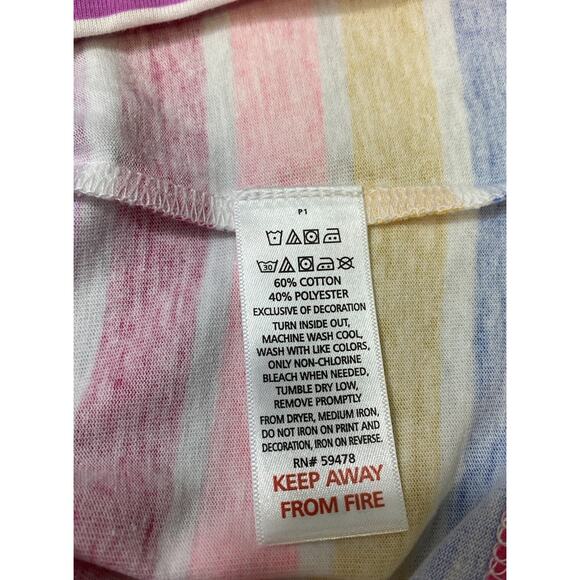 P1
30
60% COTTON
40% POLYESTER
EXCLUSIVE OF DECORATION
TURN INSIDE OUT,
MACHINE WASH COOL,
WASH WITH LIKE COLORS,
ONLY NON-CHLORINE
BLEACH WHEN NEEDED,
TUMBLE DRY LOW,
REMOVE PROMPTLY
FROM DRYER, MEDIUM IRON,
DO NOT IRON ON PRINT AND
DECORATION, IRON ON REVERSE.
RN# 59478
KEEP AWAY
FROM FIRE